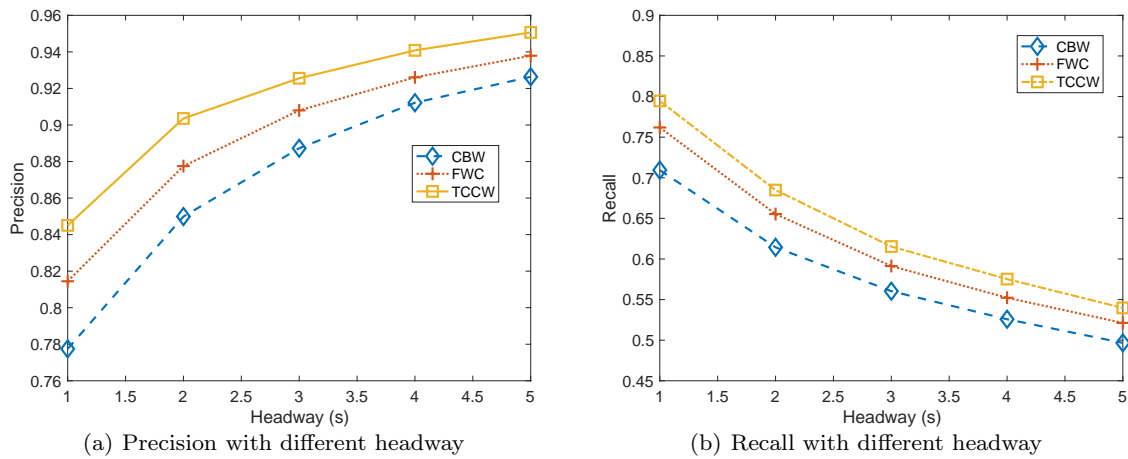 0.96
0.94
0.92
0.9
0.88
0.86
0.84
0.82
0.8
0.78
0.76
Precision
CBW
FWC
TCCW
1 1.5 2 2.5 3 3.5 4 4.5 5
Headway (s)
(a) Precision with different headway
0.9
0.85
0.8
0.75
0.7
0.65
0.6
0.55
0.5
0.45
Recall
CBW
FWC
TCCW
1 1.5 2 2.5 3 3.5 4 4.5 5
Headway (s)
(b) Recall with different headway